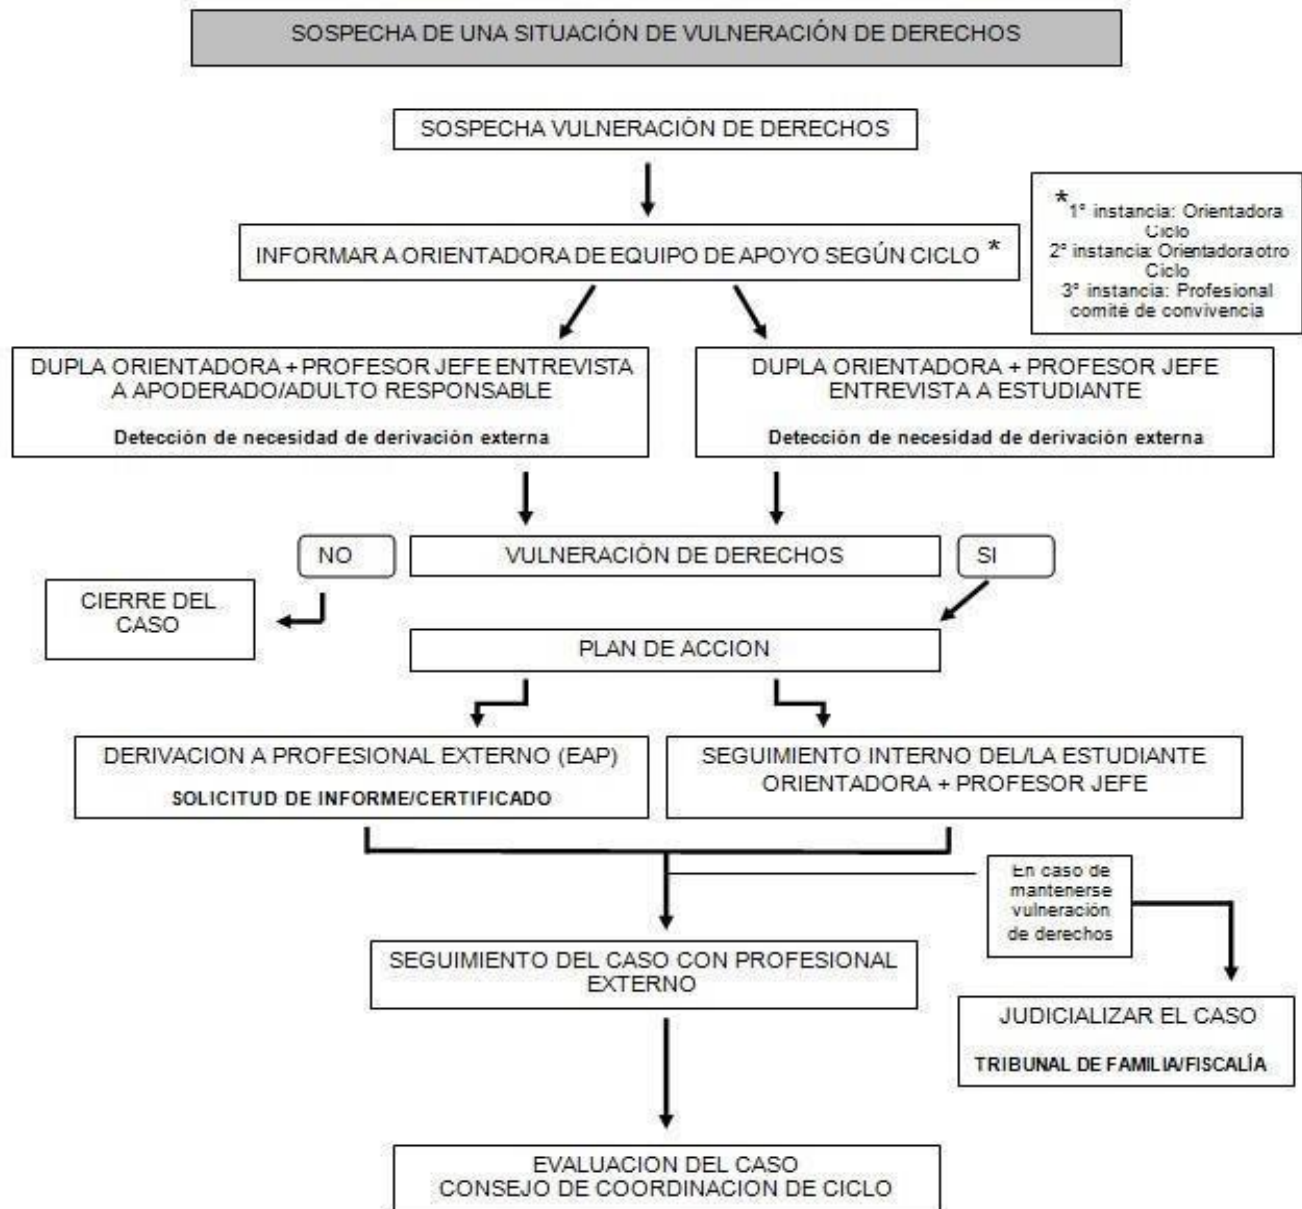 SOSPECHA DE UNA SITUACIÓN DE VULNERACIÓN DE DERECHOS
SOSPECHA VULNERACIÓN DE DERECHOS
INFORMAR A ORIENTADORA DE EQUIPO DE APOYO SEGÚN CICLO *
*1° instancia: Orientadora
Ciclo
2° instancia: Orientadora otro
Ciclo
3° instancia: Profesional
comité de convivencia
DUPLA ORIENTADORA + PROFESOR JEFE ENTREVISTA
A APODERADO/ADULTO RESPONSABLE
Detección de necesidad de derivación externa
DUPLA ORIENTADORA + PROFESOR JEFE
ENTREVISTA A ESTUDIANTE
Detección de necesidad de derivación externa
NO
VULNERACIÓN DE DERECHOS
SI
CIERRE DEL
CASO
PLAN DE ACCION
DERIVACION A PROFESIONAL EXTERNO (EAP)
SOLICITUD DE INFORME/CERTIFICADO
SEGUIMIENTO INTERNO DEL/LA ESTUDIANTE
ORIENTADORA + PROFESOR JEFE
En caso de
mantenerse
vulneración
de derechos
SEGUIMIENTO DEL CASO CON PROFESIONAL
EXTERNO
JUDICIALIZAR EL CASO
TRIBUNAL DE FAMILIA/FISCALÍA
EVALUACION DEL CASO
CONSEJO DE COORDINACION DE CICLO